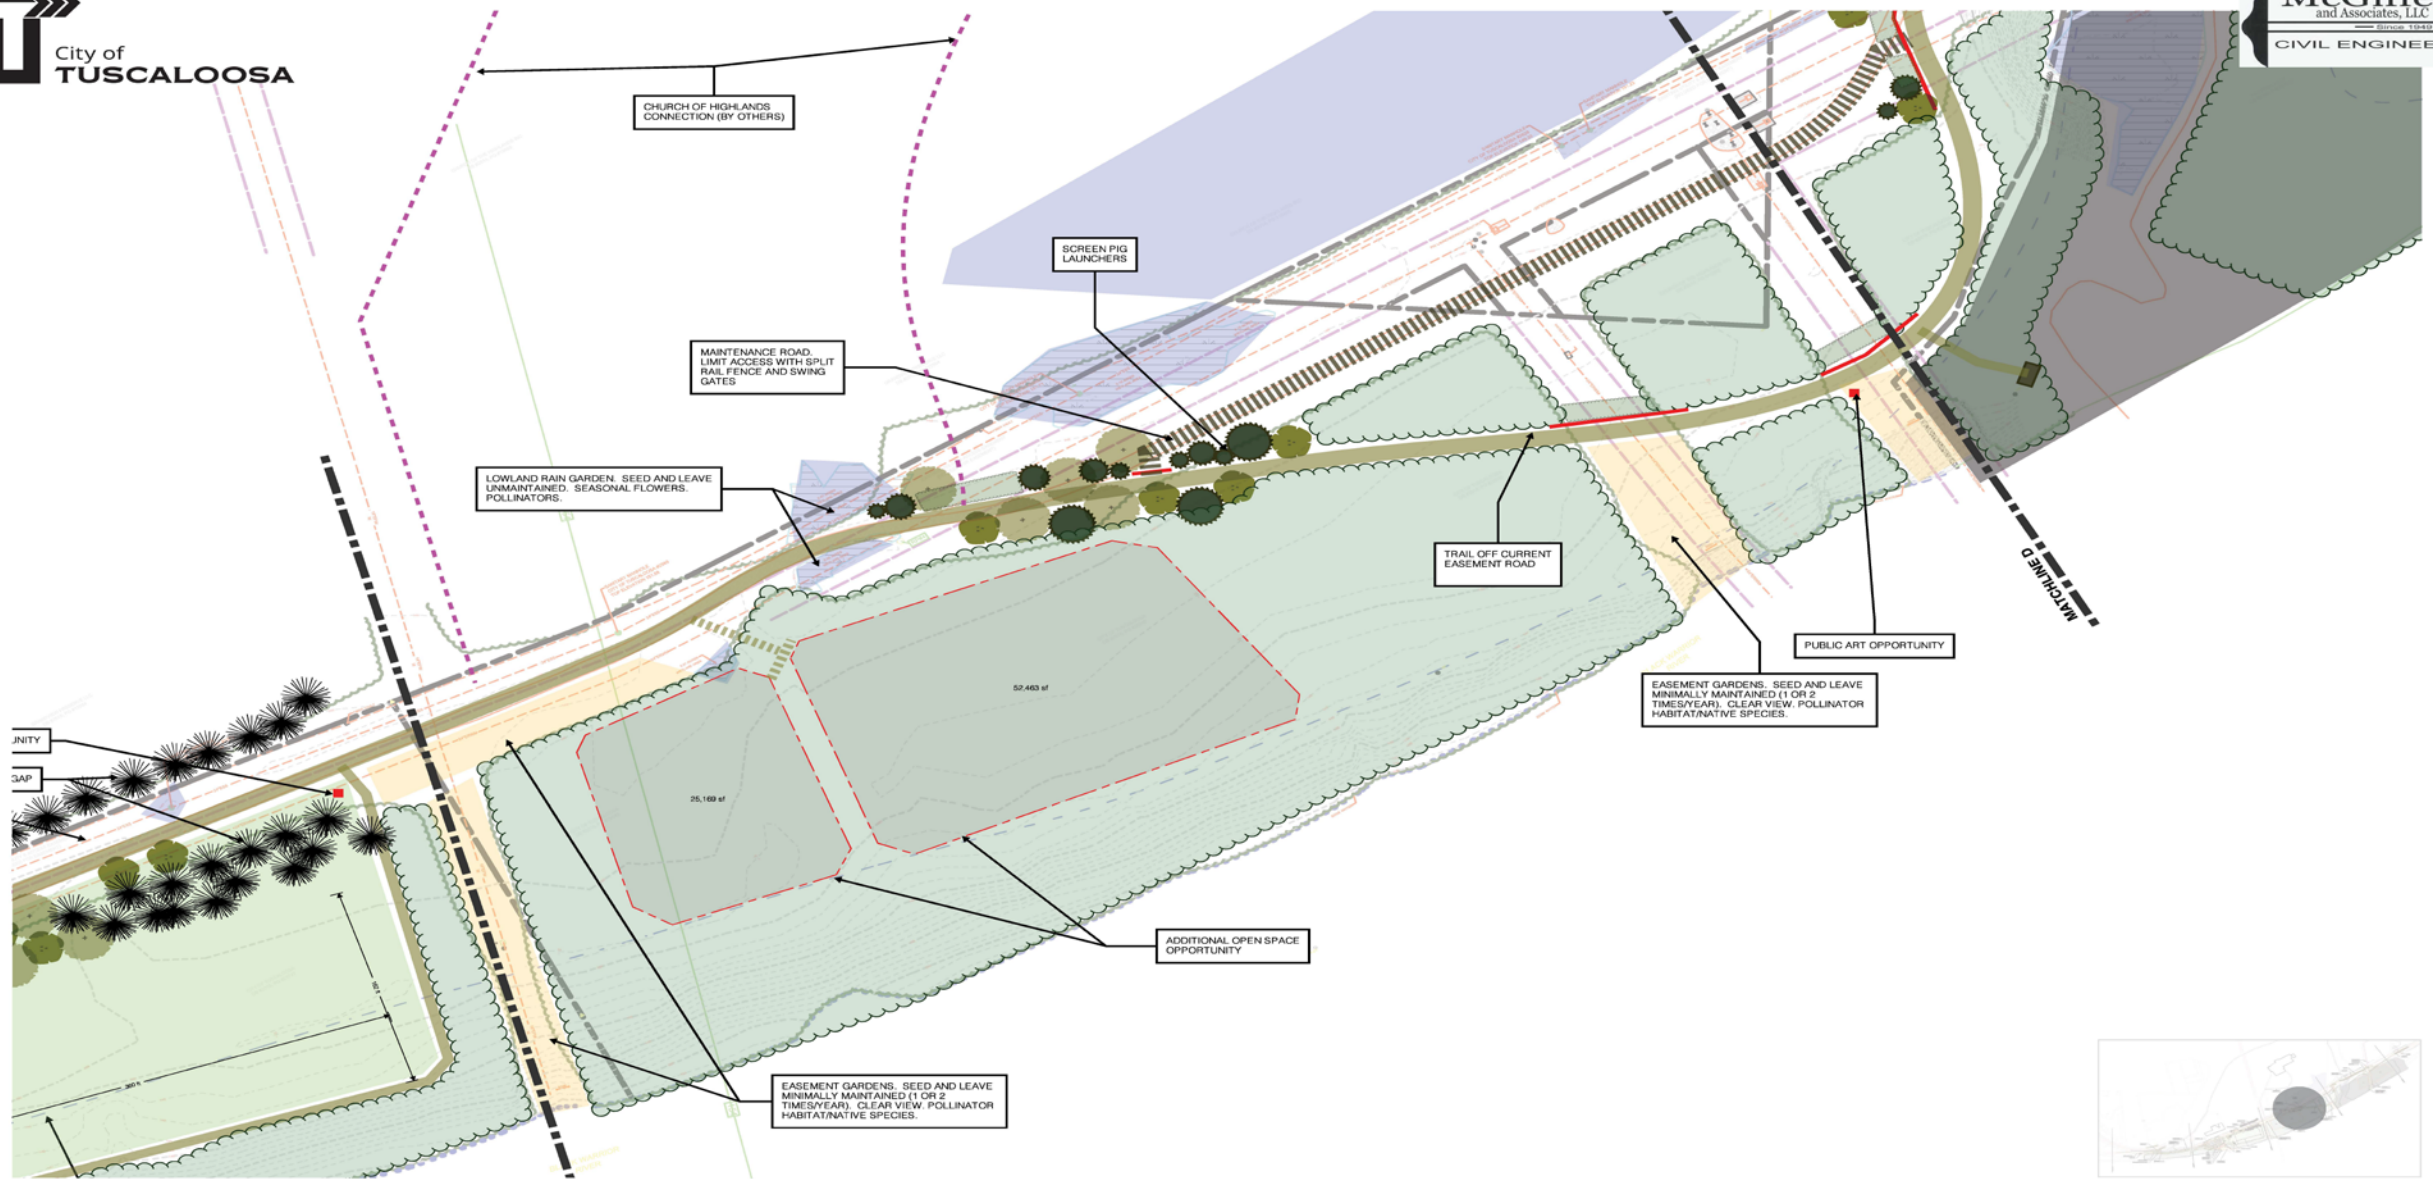 City of
TUSCALOOSA
and Associates, LLC
Since 1949
CIVIL ENGINEE
CHURCH OF HIGHLANDS
CONNECTION (BY OTHERS)
SCREEN PIG
LAUNCHERS
MAINTENANCE ROAD.
LIMIT ACCESS WITH SPLIT
RAIL FENCE AND SWING
GATES
LOWLAND RAIN GARDEN. SEED AND LEAVE
UNMAINTAINED. SEASONAL FLOWERS.
POLLINATORS.
TRAIL OFF CURRENT
EASEMENT ROAD
MATCHLINE D
PUBLIC ART OPPORTUNITY
EASEMENT GARDENS. SEED AND LEAVE
MINIMALLY MAINTAINED (1 OR 2
TIMES/YEAR). CLEAR VIEW. POLLINATOR
HABITAT/NATIVE SPECIES.
52,463 sf
25,169 sf
UNITY
GAP
ADDITIONAL OPEN SPACE
OPPORTUNITY
360 ft
EASEMENT GARDENS. SEED AND LEAVE
MINIMALLY MAINTAINED (1 OR 2
TIMES/YEAR). CLEAR VIEW. POLLINATOR
HABITAT/NATIVE SPECIES.